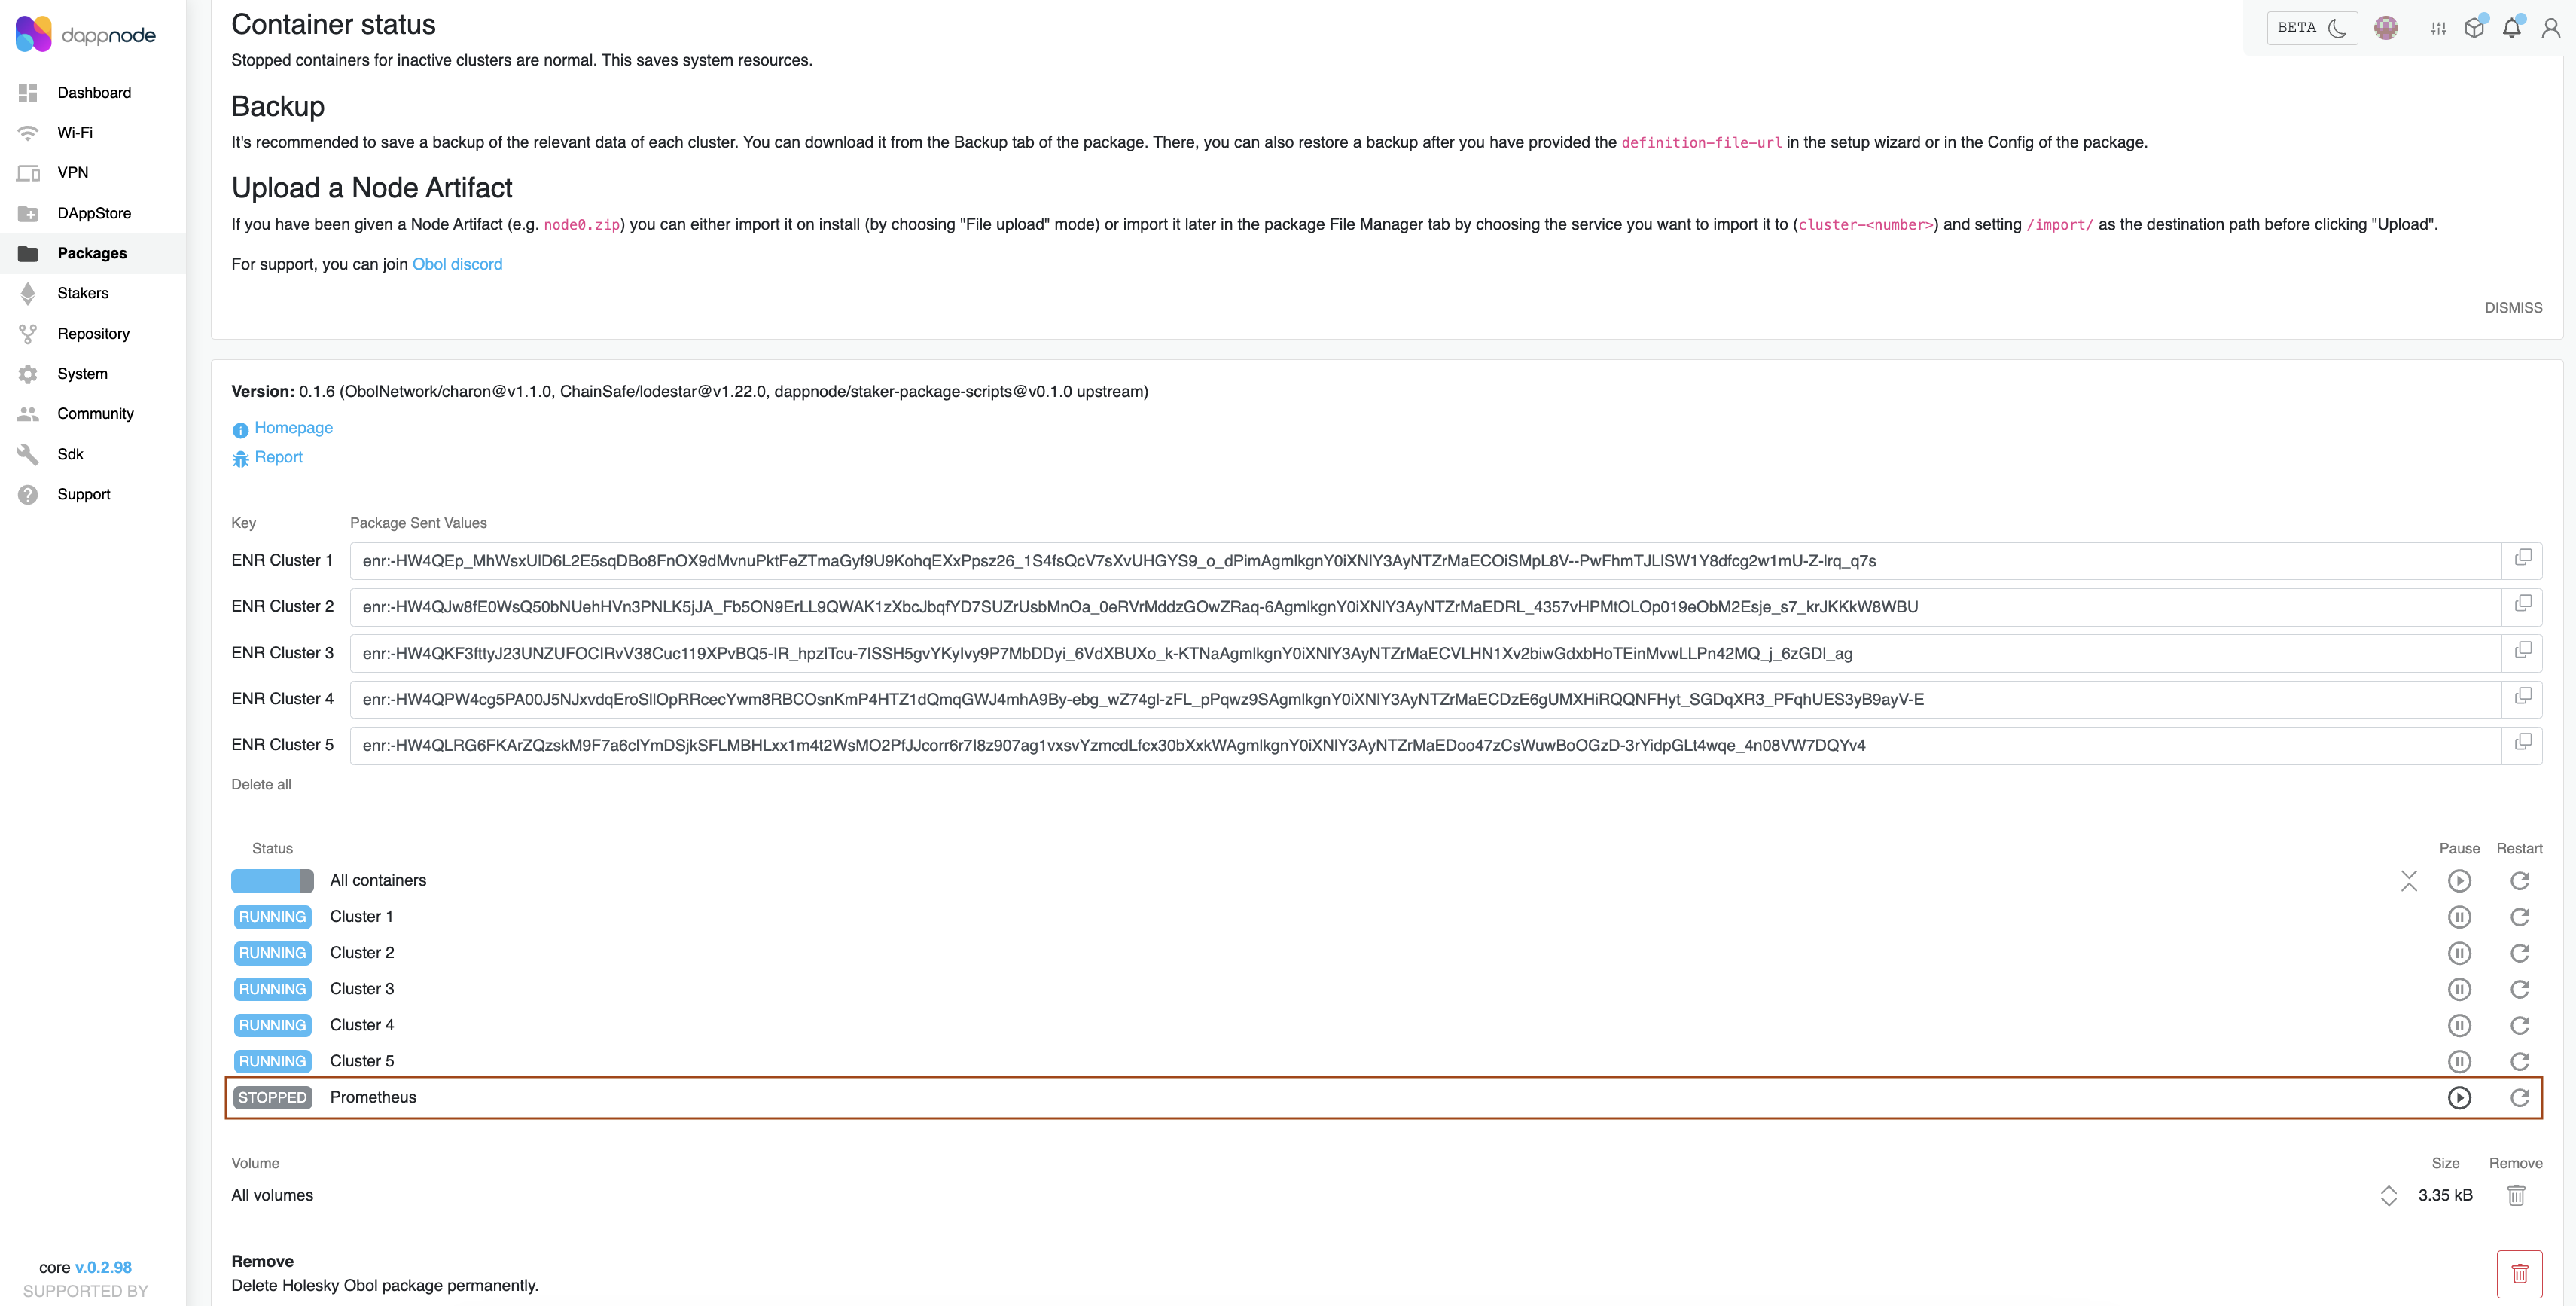 dappnode
Dashboard
Wi-Fi
VPN
DAppStore
Packages
Stakers
Repository
System
Community
Sdk
Support
core v.0.2.98
SUPPORTED BY
BETA
Container status
Stopped containers for inactive clusters are normal. This saves system resources.
Backup
It's recommended to save a backup of the relevant data of each cluster. You can download it from the Backup tab of the package. There, you can also restore a backup after you have provided the definition-file-url in the setup wizard or in the Config of the package.
Upload a Node Artifact
If you have been given a Node Artifact (e.g. node0.zip) you can either import it on install (by choosing "File upload" mode) or import it later in the package File Manager tab by choosing the service you want to import it to (cluster-<number>) and setting /import/ as the destination path before clicking "Upload".
For support, you can join Obol discord
DISMISS
Version: 0.1.6 (ObolNetwork/charon@v1.1.0, ChainSafe/lodestar@v1.22.0, dappnode/staker-package-scripts@v0.1.0 upstream)
Homepage
Report
Key Package Sent Values
ENR Cluster 1 enr:-HW4QEp_MhWsxUlD6L2E5sqDBo8FnOX9dMvnuPktFeZTmaGyf9U9KohqEXxPpsz26_1S4fsQcV7sXvUHGYS9_o_dPimAgmlkgnY0iXNlY3AyNTZrMaECOiSMpL8V--PwFhmTJLlSW1Y8dfcg2w1mU-Z-lrq_q7s
ENR Cluster 2 enr:-HW4QJw8fE0WsQ50bNUehHVn3PNLK5jJA_Fb5ON9ErLL9QWAK1zXbcJbqfYD7SUZrUsbMnOa_0eRVrMddzGOwZRaq-6AgmlkgnY0iXNlY3AyNTZrMaEDRL_4357vHPMtOLOp019eObM2Esje_s7_krJKKkW8WBU
ENR Cluster 3 enr:-HW4QKF3fttyJ23UNZUFOCIRvV38Cuc119XPvBQ5-IR_hpzlTcu-7ISSH5gvYKyIvy9P7MbDDyi_6VdXBUXo_k-KTNaAgmlkgnY0iXNlY3AyNTZrMaECVLHN1Xv2biwGdxbHoTEinMvwLLPn42MQ_j_6zGDl_ag
ENR Cluster 4 enr:-HW4QPW4cg5PA00J5NJxvdqEroSllOpRRcecYwm8RBCOsnKmP4HTZ1dQmqGWJ4mhA9By-ebg_wZ74gl-zFL_pPqwz9SAgmlkgnY0iXNlY3AyNTZrMaECDzE6gUMXHiRQQNFHyt_SGDqXR3_PFqhUES3yB9ayV-E
ENR Cluster 5 enr:-HW4QLRG6FKArZQzskM9F7a6clYmDSjkSFLMBHLxx1m4t2WsMO2PfJJcorr6r7I8z907ag1vxsvYzmcdLfcx30bXxkWAgmlkgnY0iXNlY3AyNTZrMaEDoo47zCsWuwBoOGzD-3rYidpGLt4wqe_4n08VW7DQYv4
Delete all
Status Pause Restart
All containers
RUNNING Cluster 1
RUNNING Cluster 2
RUNNING Cluster 3
RUNNING Cluster 4
RUNNING Cluster 5
STOPPED Prometheus
Volume Size Remove
All volumes 3.35 kB
Remove
Delete Holesky Obol package permanently.